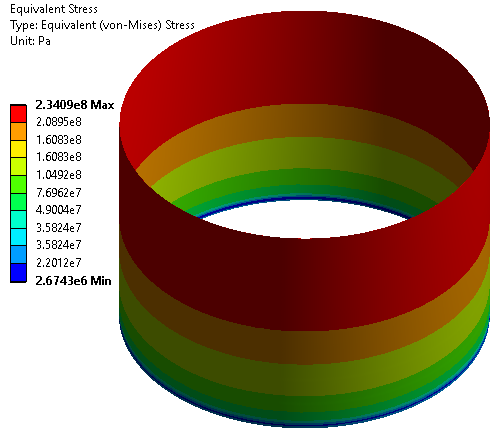 Equivalent Stress
Type: Equivalent (von-Mises) Stress
Unit: Pa
2.3409e8 Max
2.0895e8
1.6083e8
1.6083e8
1.0492e8
7.6962e7
4.9004e7
3.5824e7
3.5824e7
2.2012e7
2.6743e6 Min